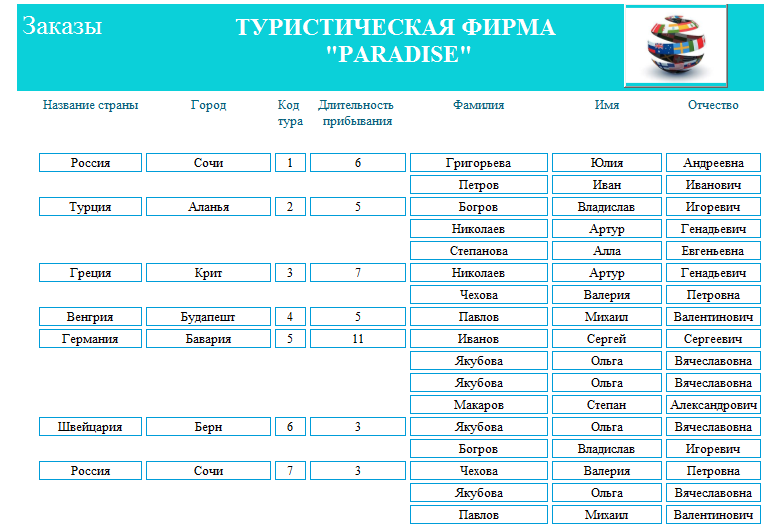 Заказы
ТУРИСТИЧЕСКАЯ ФИРМА
"PARADISE"
Название страны Город Код тура Длительность прибывания Фамилия Имя Отчество
Россия Сочи 1 6 Григорьева Юлия Андреевна
Петров Иван Иванович
Турция Аланья 2 5 Богров Владислав Игоревич
Николаев Артур Генадьевич
Степанова Алла Евгеньевна
Греция Крит 3 7 Николаев Артур Генадьевич
Чехова Валерия Петровна
Венгрия Будапешт 4 5 Павлов Михаил Валентинович
Германия Бавария 5 11 Иванов Сергей Сергеевич
Якубова Ольга Вячеславовна
Якубова Ольга Вячеславовна
Макаров Степан Александрович
Швейцария Берн 6 3 Якубова Ольга Вячеславовна
Богров Владислав Игоревич
Россия Сочи 7 3 Чехова Валерия Петровна
Якубова Ольга Вячеславовна
Павлов Михаил Валентинович